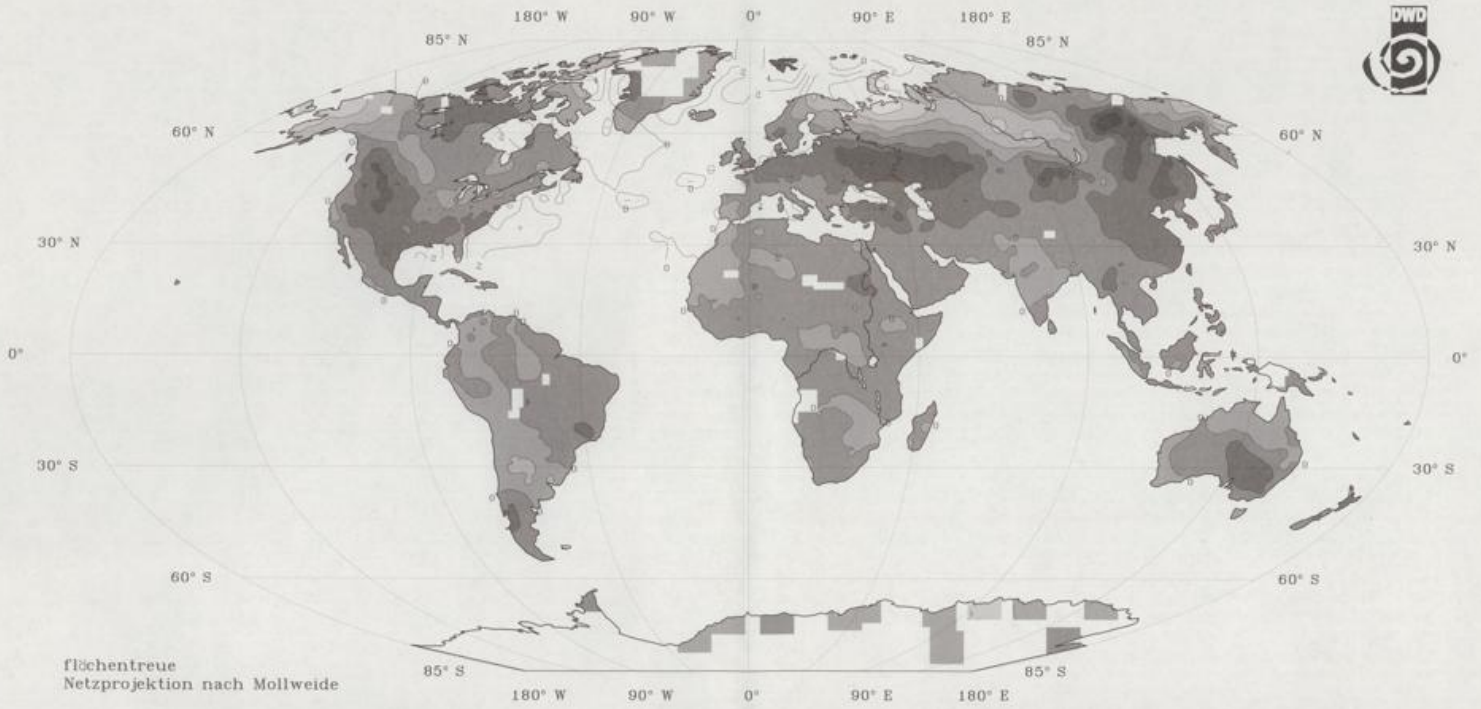 180° W 90° W 0° 90° E 180° E
DWD
85° N 85° N
60° N 60° N
30° N 30° N
0° 0°
30° S 30° S
60° S 60° S
flächentreue
Netzprojektion nach Mollweide
85° S 85° S
180° W 90° W 0° 90° E 180° E